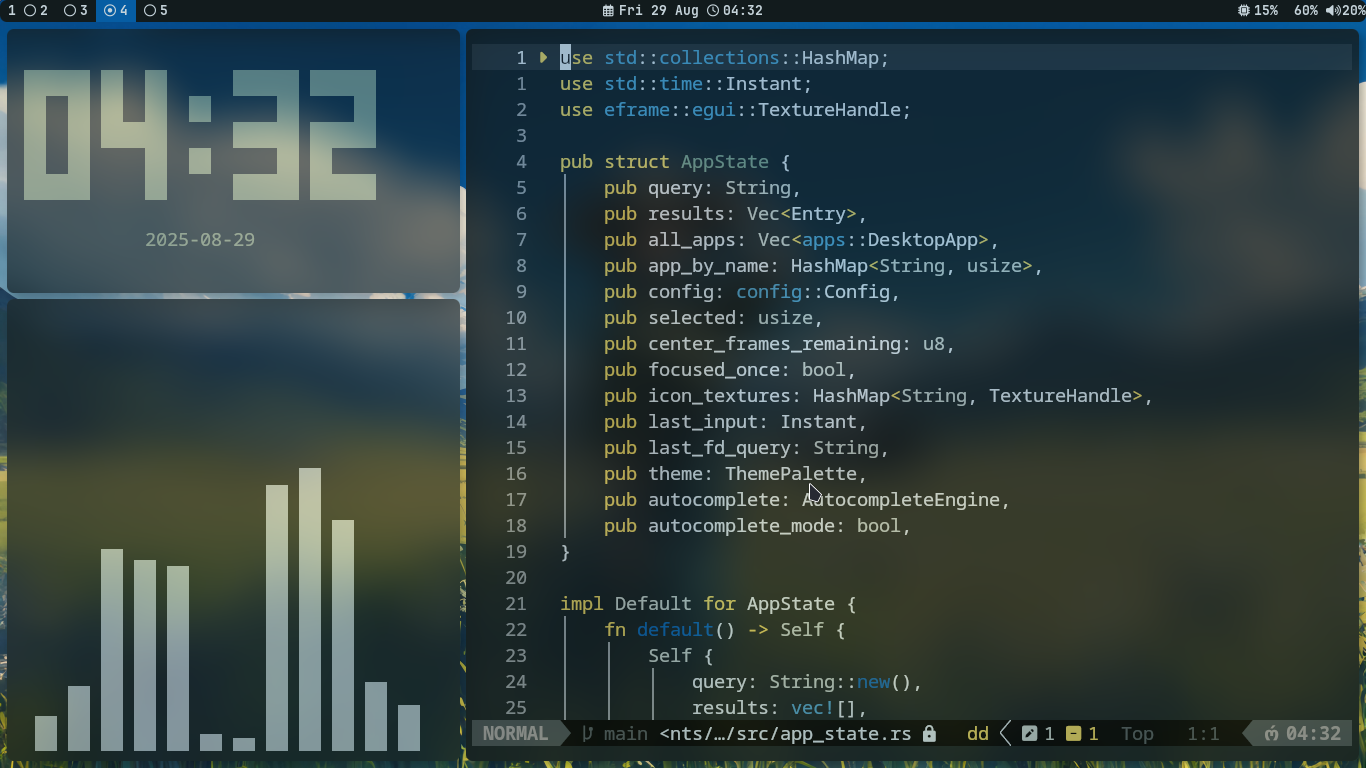 1 2 3 4 5 Fri 29 Aug 04:32 15% 60% 20%
04:32
2025-08-29
1 use std::collections::HashMap;
1 use std::time::Instant;
2 use eframe::egui::TextureHandle;
3
4 pub struct AppState {
5 pub query: String,
6 pub results: Vec<Entry>,
7 pub all_apps: Vec<apps::DesktopApp>,
8 pub app_by_name: HashMap<String, usize>,
9 pub config: config::Config,
10 pub selected: usize,
11 pub center_frames_remaining: u8,
12 pub focused_once: bool,
13 pub icon_textures: HashMap<String, TextureHandle>,
14 pub last_input: Instant,
15 pub last_fd_query: String,
16 pub theme: ThemePalette,
17 pub autocomplete: AutocompleteEngine,
18 pub autocomplete_mode: bool,
19 }
20
21 impl Default for AppState {
22 fn default() -> Self {
23 Self {
24 query: String::new(),
25 results: vec![],
NORMAL main <nts/…/src/app_state.rs dd 1 1 Top 1:1 04:32